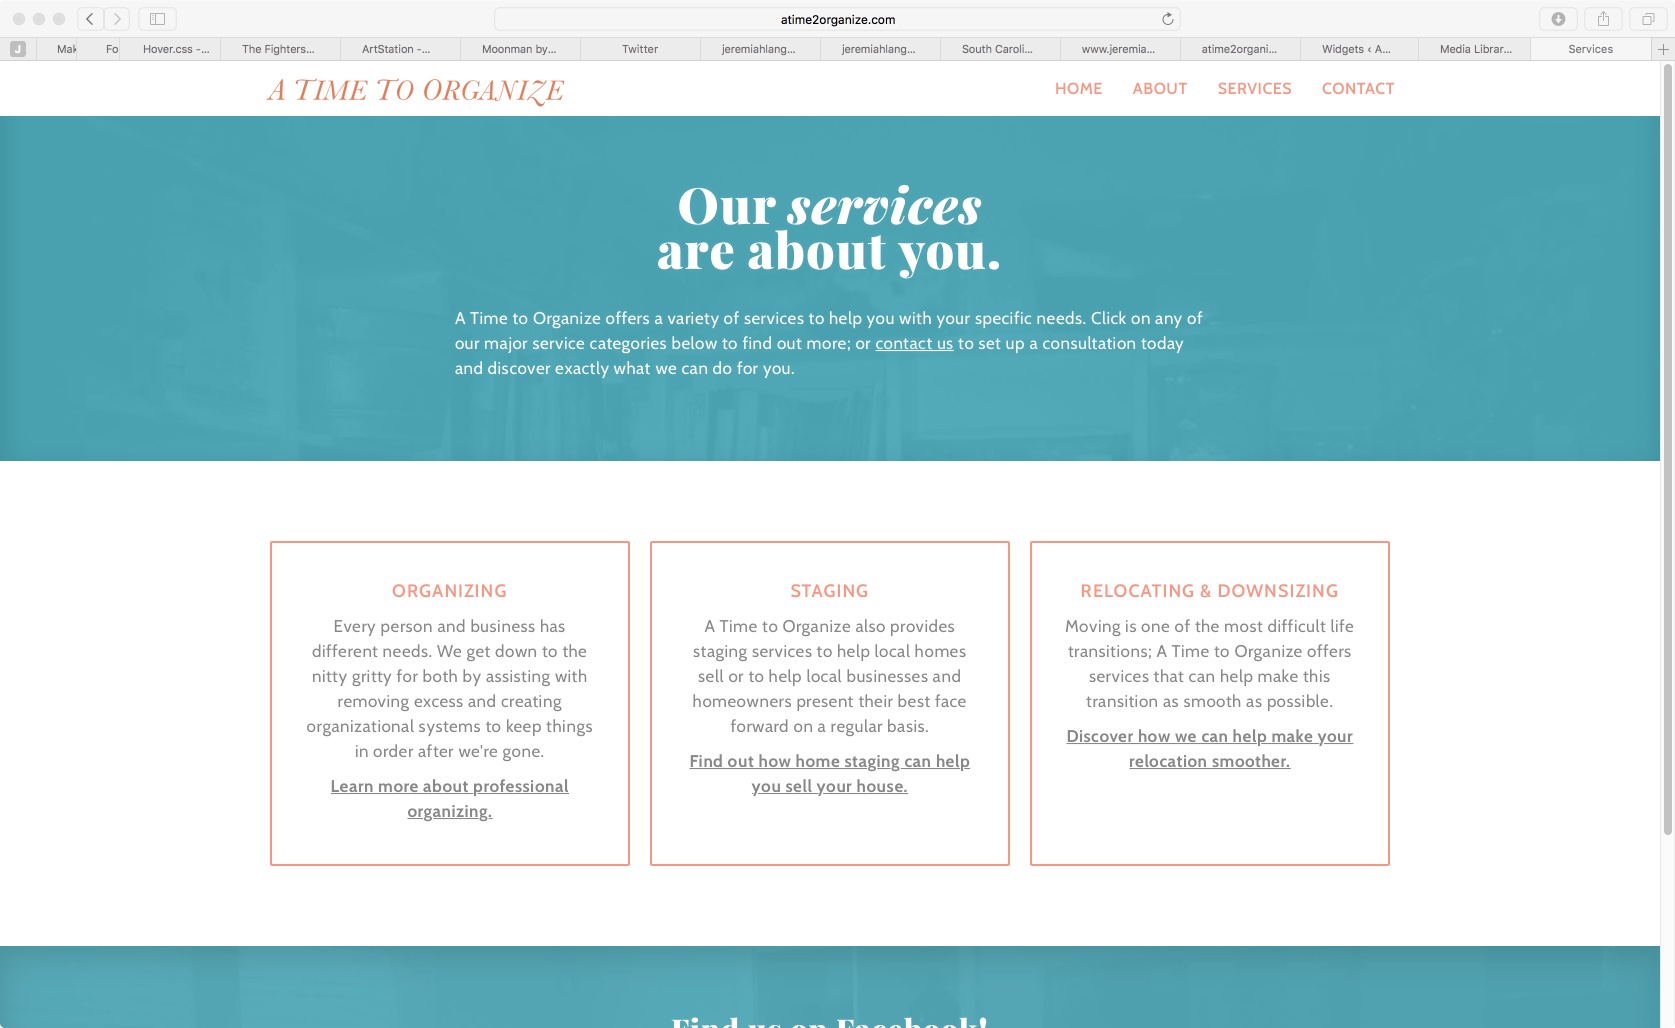 atime2organize.com
J
Mak
Fo
Hover.css -...
The Fighters...
ArtStation -...
Moonman by...
Twitter
jeremiahlang...
jeremiahlang...
South Caroli...
www.jeremia...
atime2organi...
Widgets ‹ A...
Media Librar...
Services
A TIME TO ORGANIZE
HOME ABOUT SERVICES CONTACT
Our services
are about you.
A Time to Organize offers a variety of services to help you with your specific needs. Click on any of
our major service categories below to find out more; or contact us to set up a consultation today
and discover exactly what we can do for you.
ORGANIZING
Every person and business has
different needs. We get down to the
nitty gritty for both by assisting with
removing excess and creating
organizational systems to keep things
in order after we're gone.
Learn more about professional
organizing.
STAGING
A Time to Organize also provides
staging services to help local homes
sell or to help local businesses and
homeowners present their best face
forward on a regular basis.
Find out how home staging can help
you sell your house.
RELOCATING & DOWNSIZING
Moving is one of the most difficult life
transitions; A Time to Organize offers
services that can help make this
transition as smooth as possible.
Discover how we can help make your
relocation smoother.
Find us on Facebook!